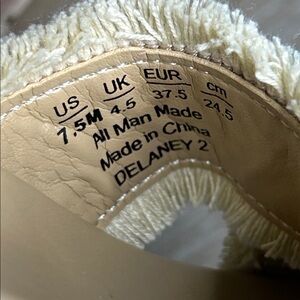 US UK EUR cm
7.5M 4.5 37.5 24.5
All Man Made
Made in China
DELANEY 2